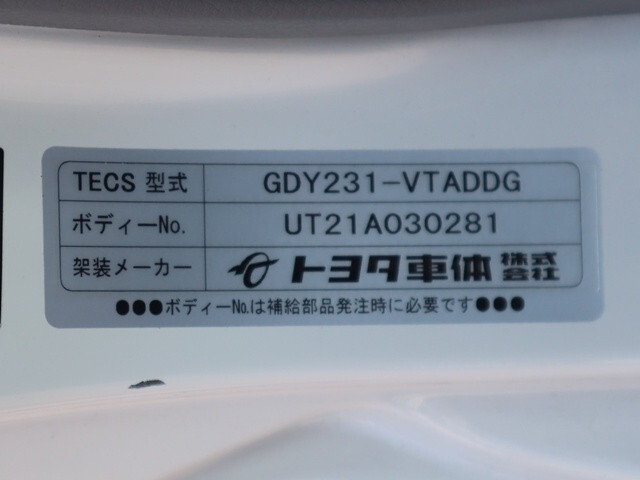 TECS 型式 GDY231-VTADDG
ボディーNo. UT21A030281
架装メーカー トヨタ車体 株式会社
●●●ボディーNo.は補給部品発注時に必要です●●●